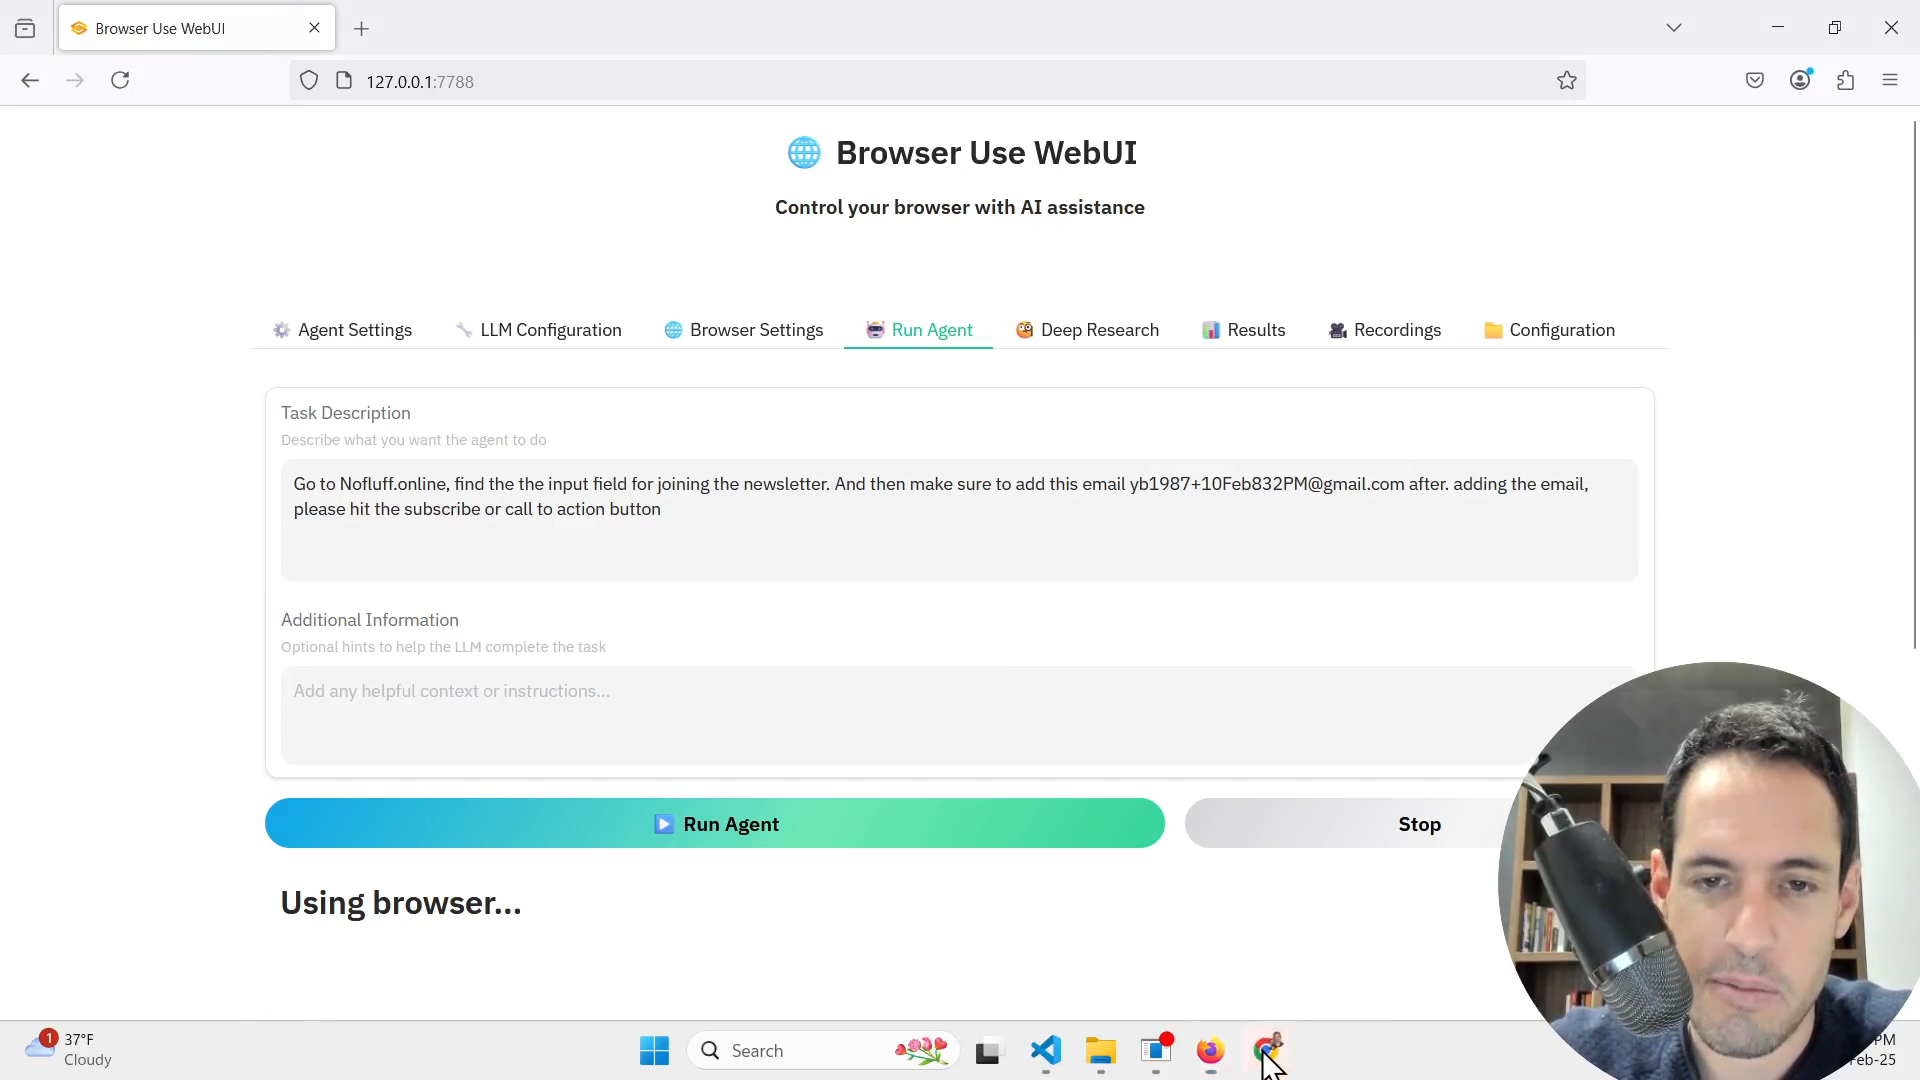 Browser Use WebUI
127.0.0.1:7788
Browser Use WebUI
Control your browser with AI assistance
Agent Settings LLM Configuration Browser Settings Run Agent Deep Research Results Recordings Configuration
Task Description
Describe what you want the agent to do
Go to Nofluff.online, find the the input field for joining the newsletter. And then make sure to add this email yb1987+10Feb832PM@gmail.com after. adding the email,
please hit the subscribe or call to action button
Additional Information
Optional hints to help the LLM complete the task
Add any helpful context or instructions...
Run Agent Stop
Using browser...
1 37°F
Cloudy
Search
PM
Feb-25